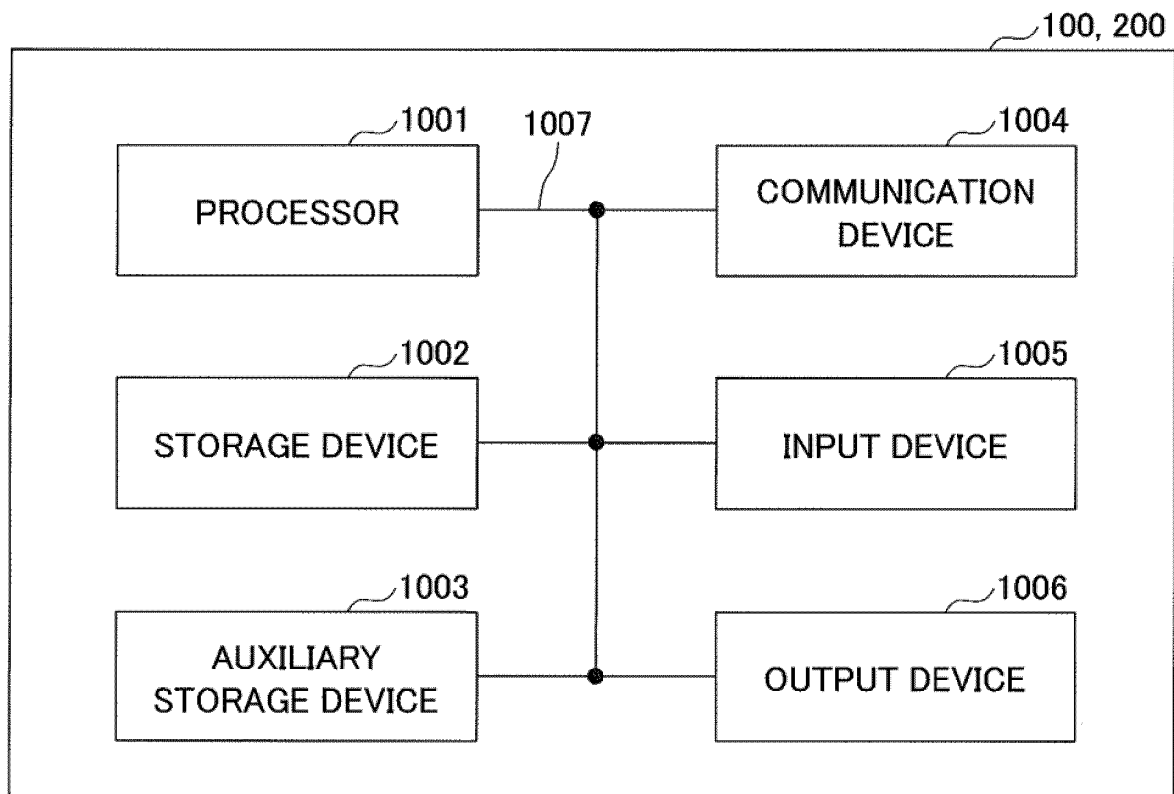 100, 200
1001
1007
1004
PROCESSOR
COMMUNICATION
DEVICE
1002
1005
STORAGE DEVICE
INPUT DEVICE
1003
1006
AUXILIARY
STORAGE DEVICE
OUTPUT DEVICE